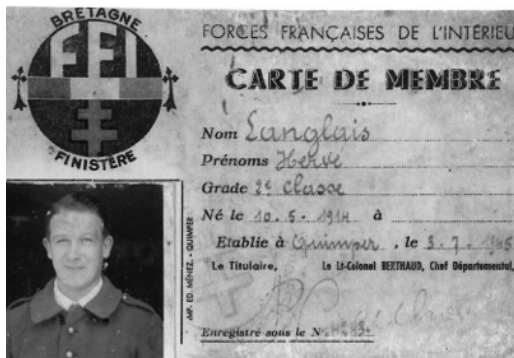 BRETAGNE
FFI
FINISTÈRE
FORCES FRANÇAISES DE L'INTÉRIEU
CARTE DE MEMBRE
Nom Langlais
Prénoms Hervé
Grade 2e Classe
Né le 10.5.1914 à
Etablie à Quimper, le 3.7.1945
Le Titulaire, Le Lt-Colonel BERTHAUD, Chef Départemental,
Enregistré sous le N°
IMP. ED. MÉNEZ. - QUIMPER